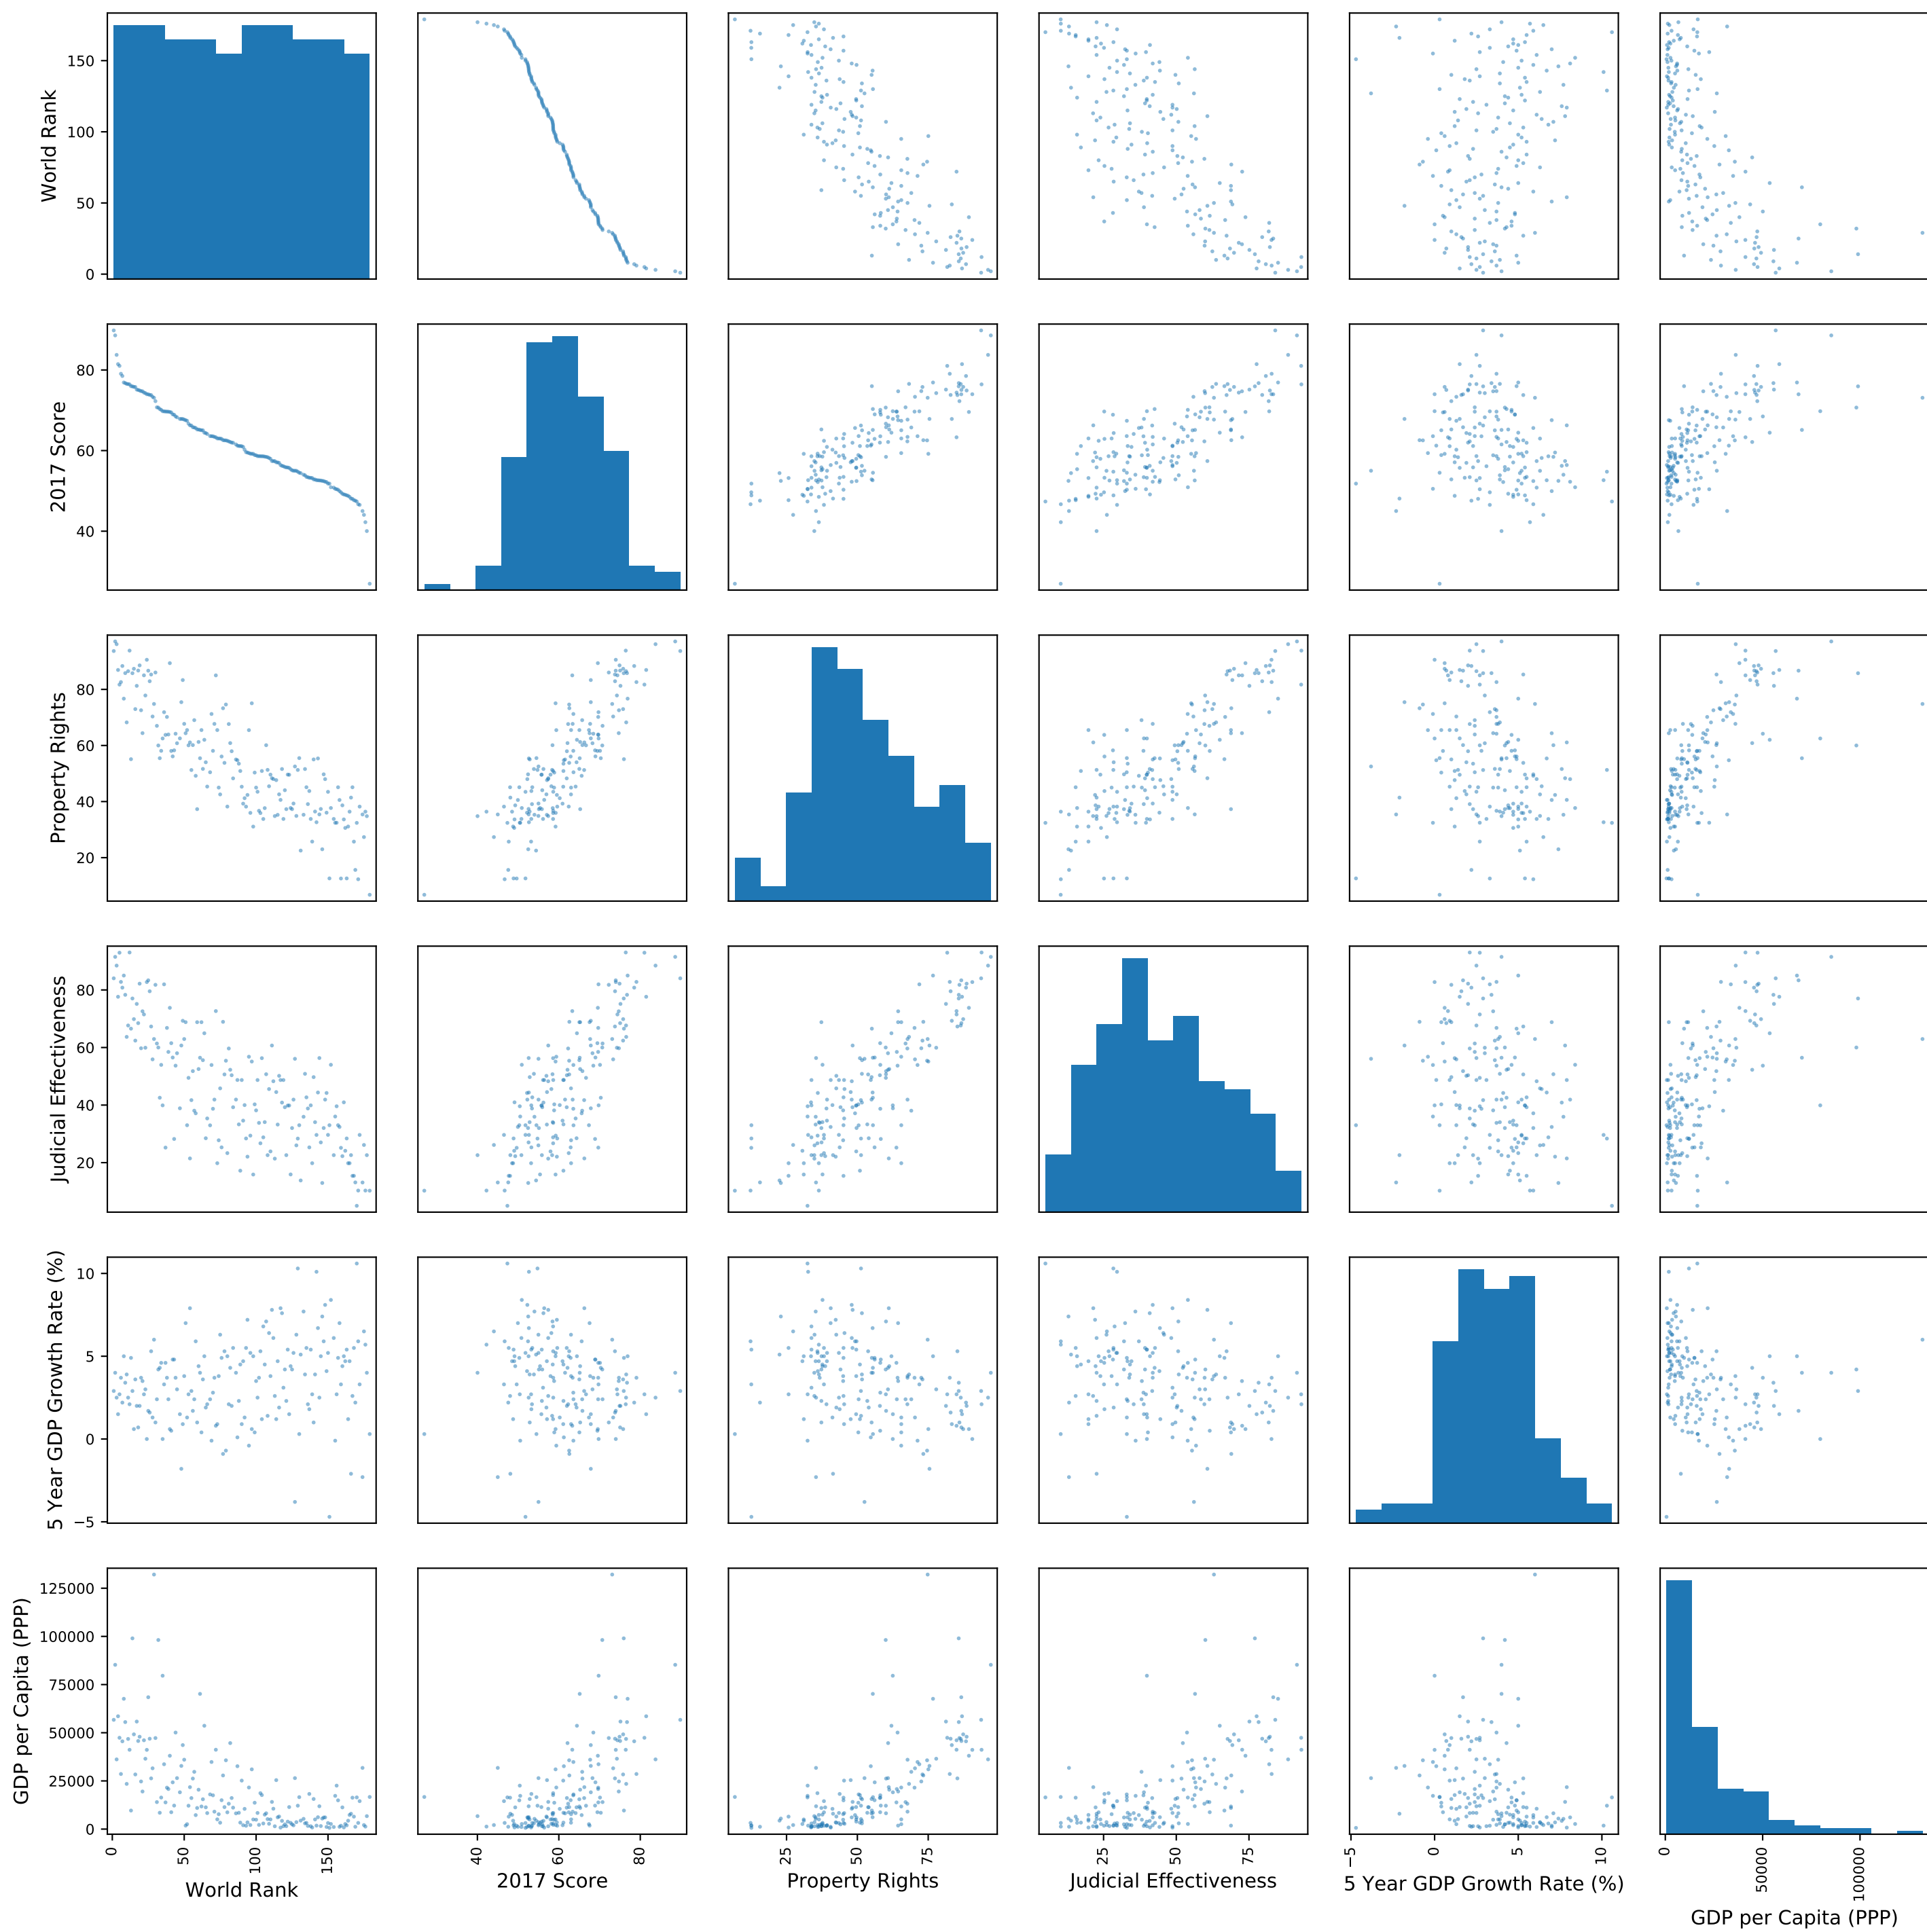 World Rank
150
100
50
0
2017 Score
80
60
40
Property Rights
80
60
40
20
Judicial Effectiveness
80
60
40
20
5 Year GDP Growth Rate (%)
10
5
0
−5
GDP per Capita (PPP)
125000
100000
75000
50000
25000
0
0 50 100 150
World Rank
40 60 80
2017 Score
25 50 75
Property Rights
25 50 75
Judicial Effectiveness
−5 0 5 10
5 Year GDP Growth Rate (%)
0 50000 100000
GDP per Capita (PPP)